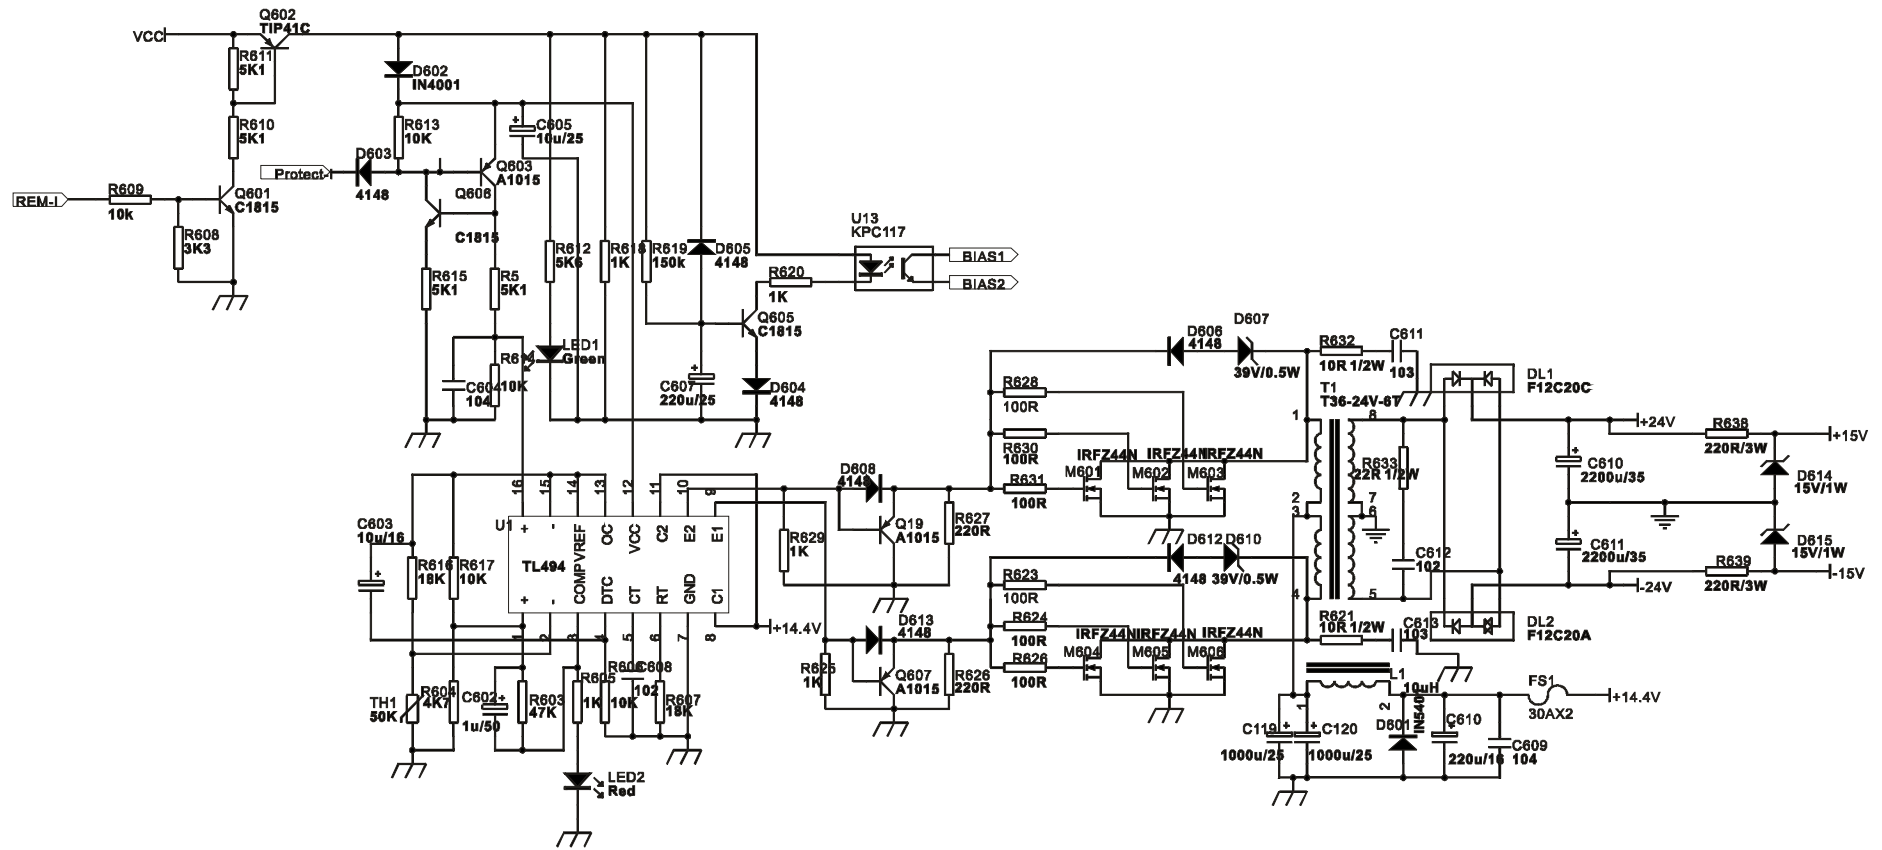 Q602
TIP41C
VCC
R611
5K1
D602
IN4001
R610
5K1
R613
10K
C605
10u/25
D603
Protect-
4148
Q603
A1015
Q606
C1815
REM-I
R609
10k
Q601
C1815
R608
3K3
R615
5K1
R5
5K1
R612
5K6
R618
1K
R619
150k
D605
4148
U13
KPC117
BIAS1
BIAS2
R620
1K
Q605
C1815
LED1
Green
R614
10K
C604
104
C607
220u/25
D604
4148
D606
4148
D607
39V/0.5W
R632
10R 1/2W
C611
103
DL1
F12C20C
R628
100R
R630
100R
R631
100R
T1
T36-24V-6T
1
2
3
4
8
7
6
5
IRFZ44N
IRFZ44N
IRFZ44N
M601
M602
M603
R633
22R 1/2W
C612
102
+24V
-24V
R638
220R/3W
+15V
C610
2200u/35
D614
15V/1W
C611
2200u/35
D615
15V/1W
R639
220R/3W
-15V
16
15
14
13
12
11
10
9
U1
+
-
COMP
VREF
OC
VCC
C2
E2
E1
TL494
+
-
DTC
CT
RT
GND
C1
1
2
3
4
5
6
7
8
C603
10u/16
R616
18K
R617
10K
D608
4148
Q19
A1015
R627
220R
R629
1K
D612
4148
D610
39V/0.5W
R623
100R
R624
100R
R626
100R
IRFZ44N
IRFZ44N
IRFZ44N
M604
M605
M606
D613
4148
+14.4V
R625
1K
Q607
A1015
R626
220R
TH1
50K
R604
4K7
C602
1u/50
R603
47K
R605
1K
R606
10K
C608
102
R607
18K
LED2
Red
R621
10R 1/2W
C613
103
DL2
F12C20A
L1
10uH
1
2
FS1
30AX2
+14.4V
C119
1000u/25
C120
1000u/25
D601
IN540
C610
220u/16
C609
104